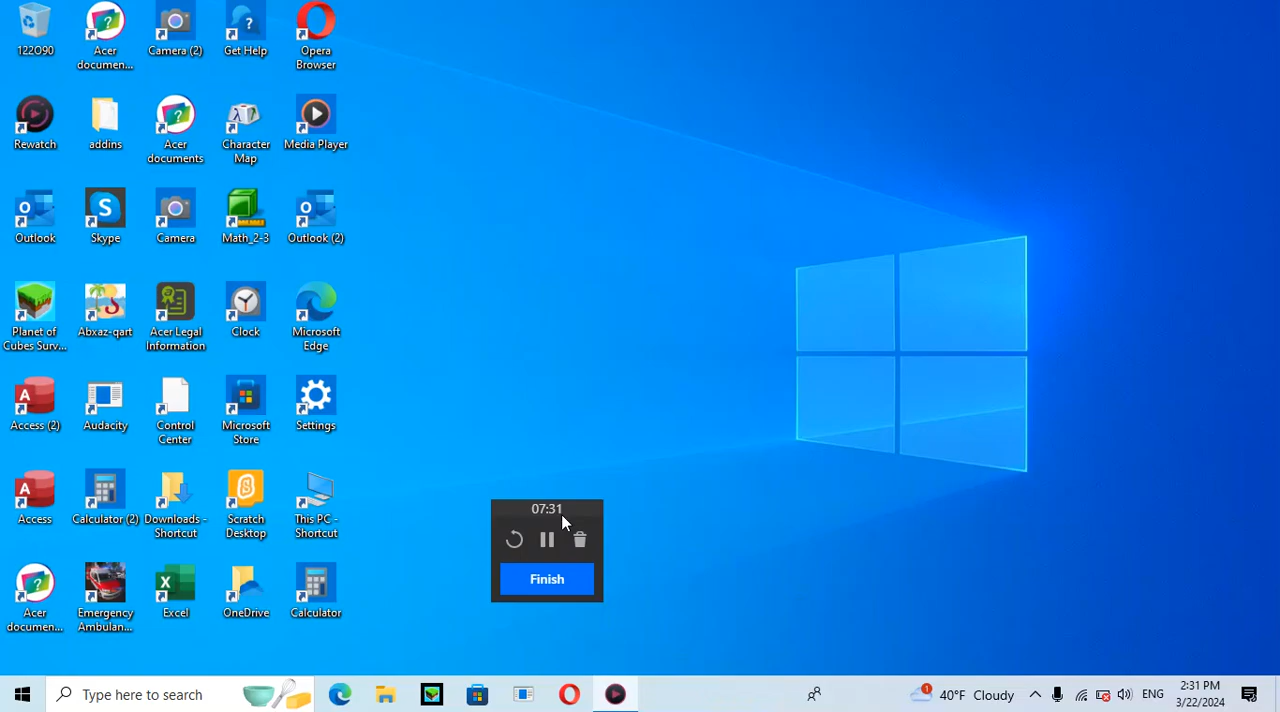 122O90
Acer
documen...
Camera (2)
Get Help
Opera
Browser
Rewatch
addins
Acer
documents
Character
Map
Media Player
Outlook
Skype
Camera
Math_2-3
Outlook (2)
Planet of
Cubes Surv...
Abxaz-qart
Acer Legal
Information
Clock
Microsoft
Edge
Access (2)
Audacity
Control
Center
Microsoft
Store
Settings
Access
Calculator (2)
Downloads -
Shortcut
Scratch
Desktop
This PC -
Shortcut
Acer
documen...
Emergency
Ambulan...
Excel
OneDrive
Calculator
07:31
Finish
Type here to search
1
40°F Cloudy
ENG
2:31 PM
3/22/2024